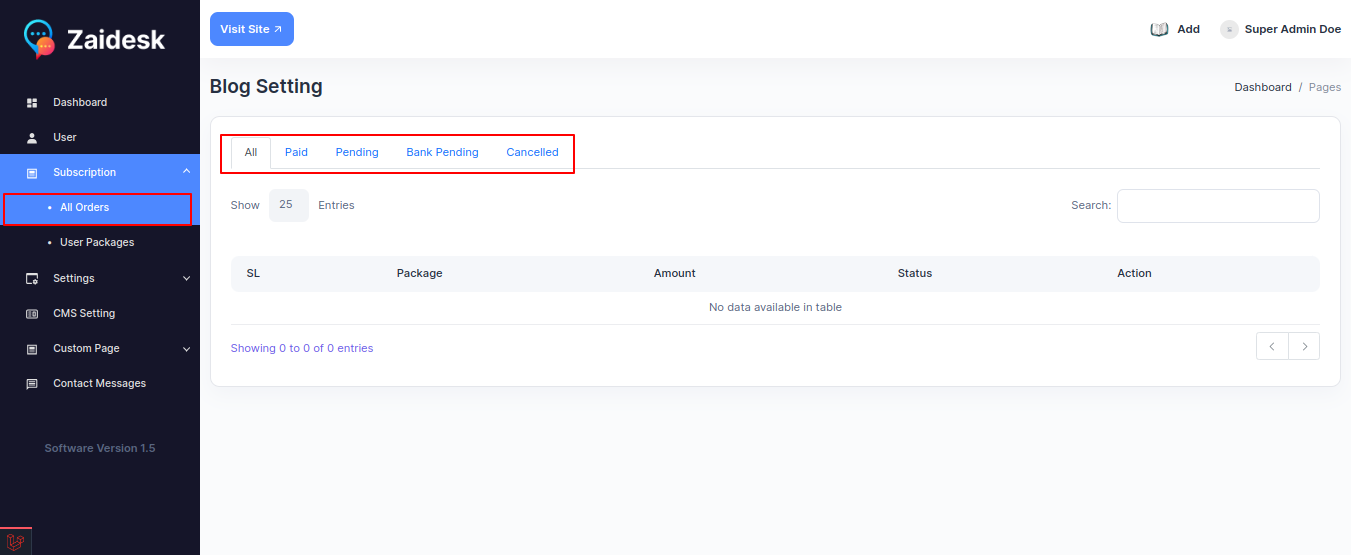 Zaidesk
Dashboard
User
Subscription
• All Orders
• User Packages
Settings
CMS Setting
Custom Page
Contact Messages
Software Version 1.5
Visit Site
Add
Super Admin Doe
Blog Setting
Dashboard / Pages
All Paid Pending Bank Pending Cancelled
Show 25 Entries
Search:
SL Package Amount Status Action
No data available in table
Showing 0 to 0 of 0 entries